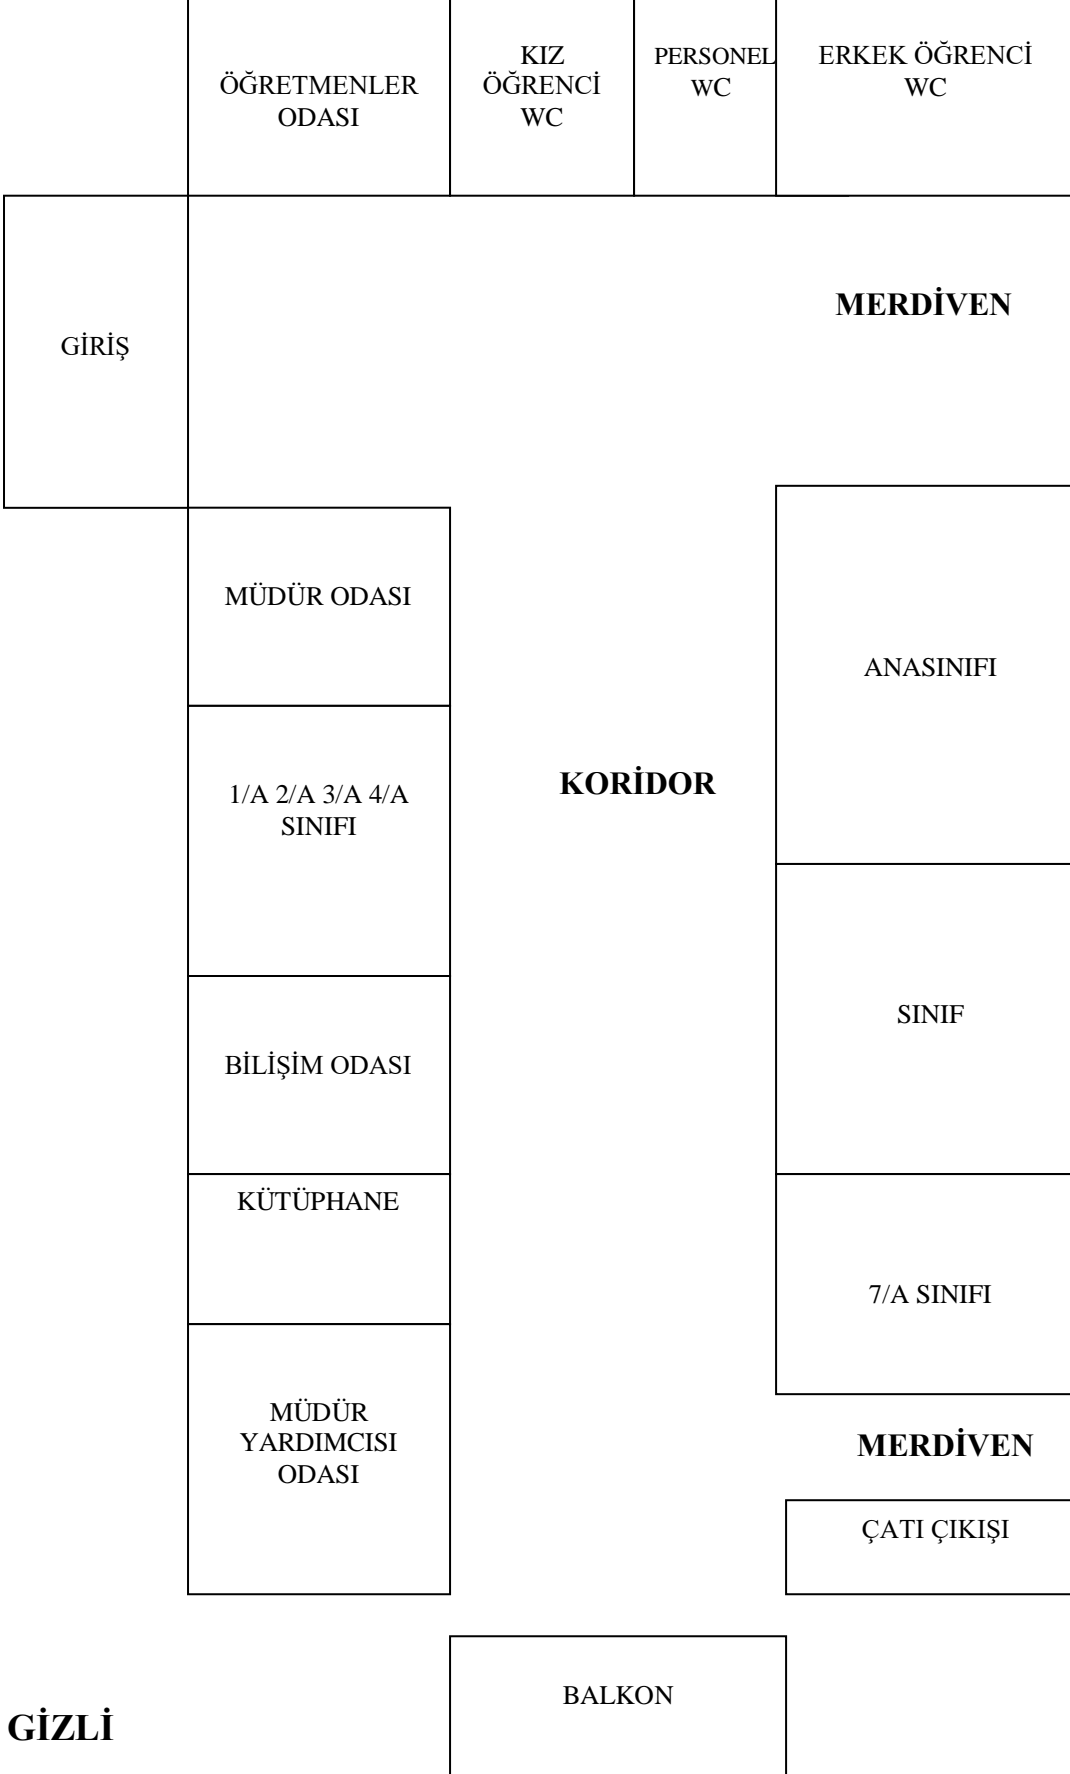 ÖĞRETMENLER
ODASI
KIZ
ÖĞRENCİ
WC
PERSONEL
WC
ERKEK ÖĞRENCİ
WC
GİRİŞ
MERDİVEN
MÜDÜR ODASI
ANASINIFI
1/A 2/A 3/A 4/A
SINIFI
KORİDOR
BİLİŞİM ODASI
SINIF
KÜTÜPHANE
7/A SINIFI
MÜDÜR
YARDIMCISI
ODASI
MERDİVEN
ÇATI ÇIKIŞI
BALKON
GİZLİ